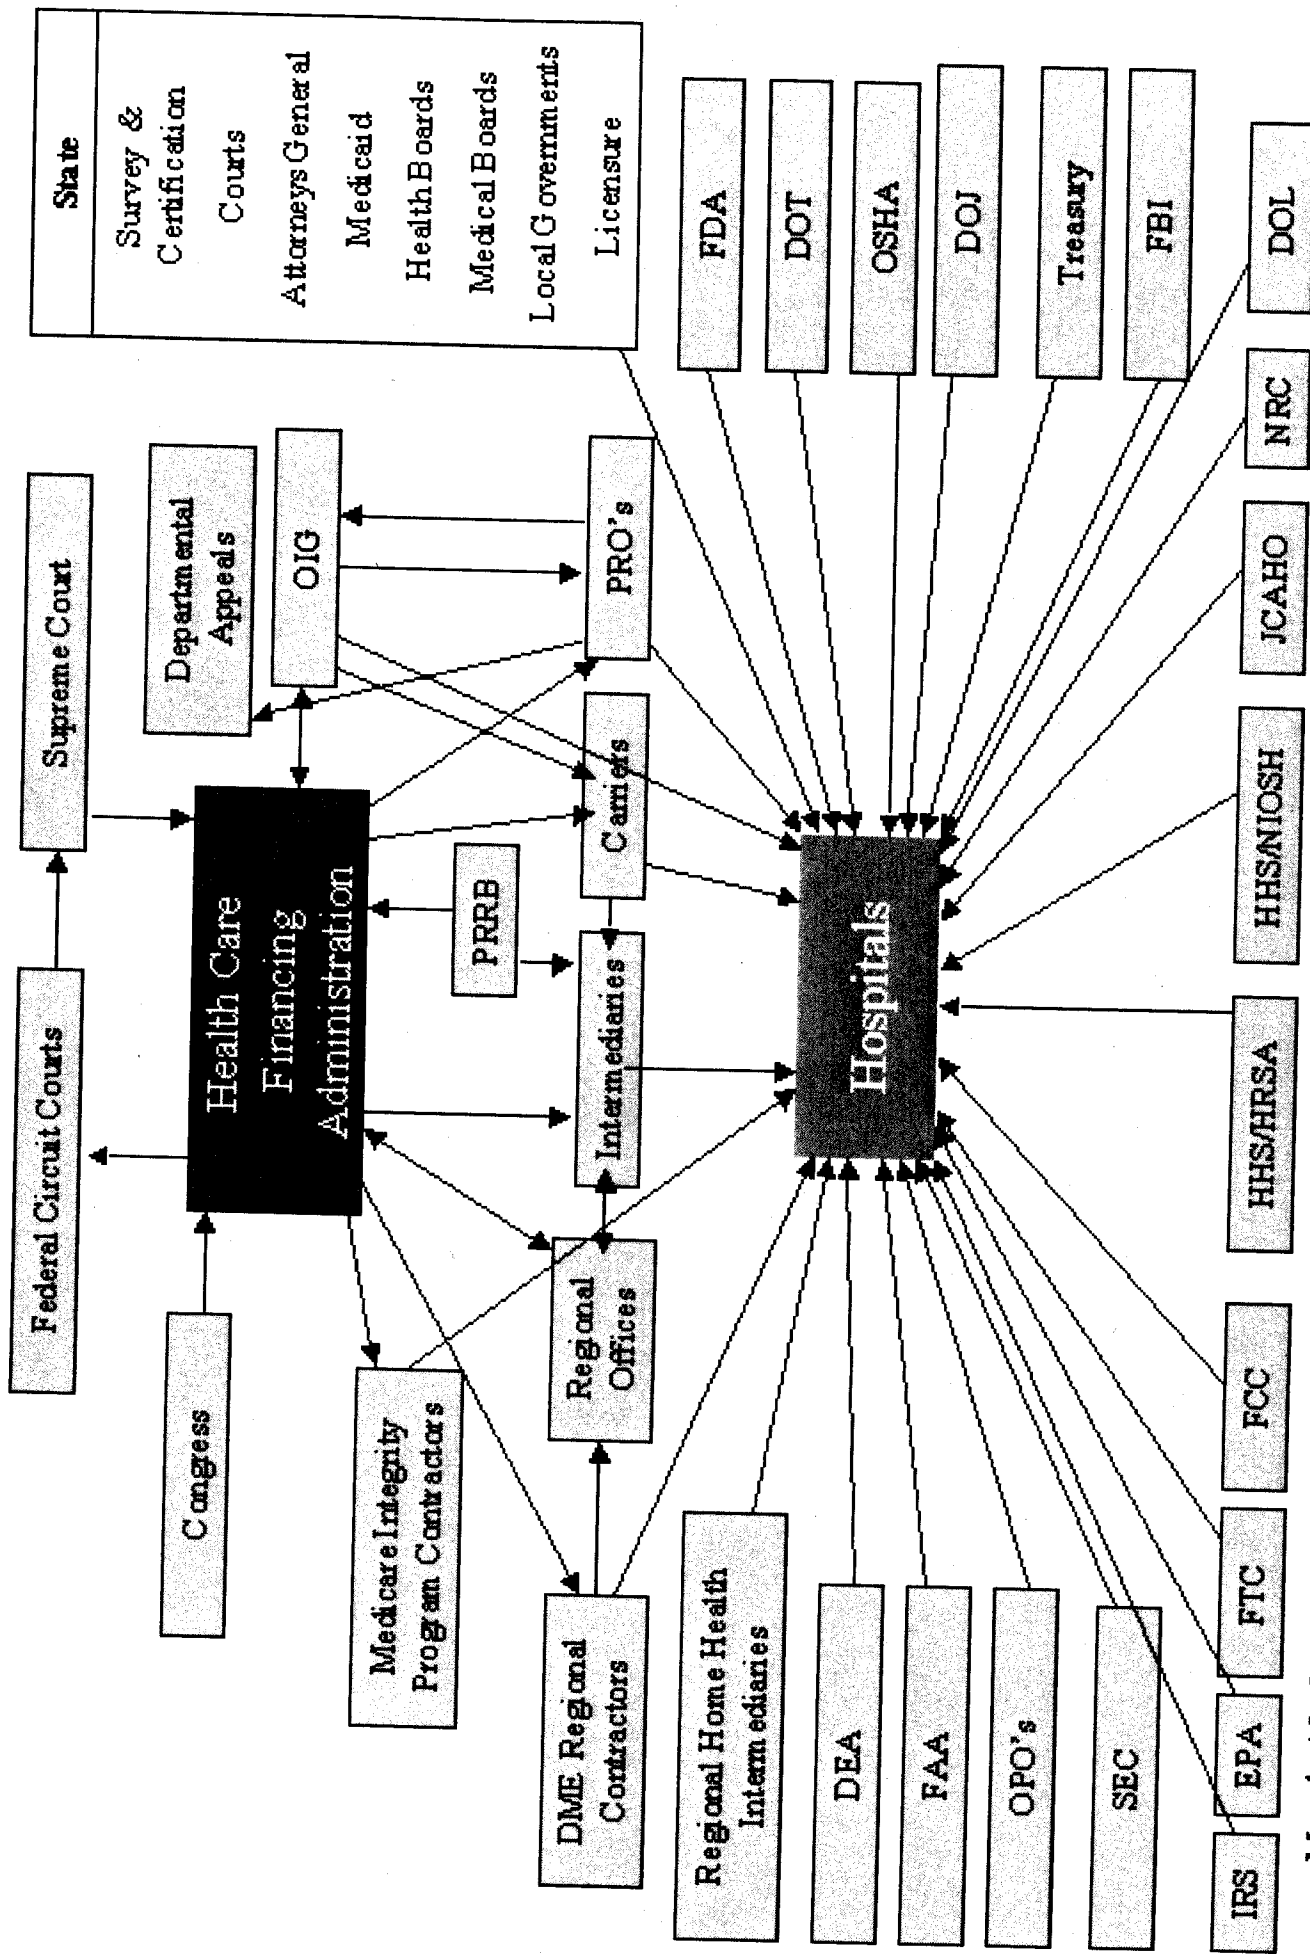 Federal Circuit Courts
Supreme Court
State
Survey &
Certification
Courts
Attorneys General
Medicaid
Health Boards
Medical Boards
Local Governments
Licensure
Congress
Health Care
Financing
Administration
Departmental
Appeals
OIG
Medicare Integrity
Program Contractors
PRRB
DME Regional
Contractors
Regional
Offices
Intermediaries
Carriers
PRO's
Regional Home Health
Intermediaries
Hospitals
FDA
DEA
DOT
FAA
OSHA
OPO's
DOJ
SEC
Treasury
FBI
IRS
EPA
FTC
FCC
HHS/HRSA
HHS/NIOSH
JCAHO
NRC
DOL